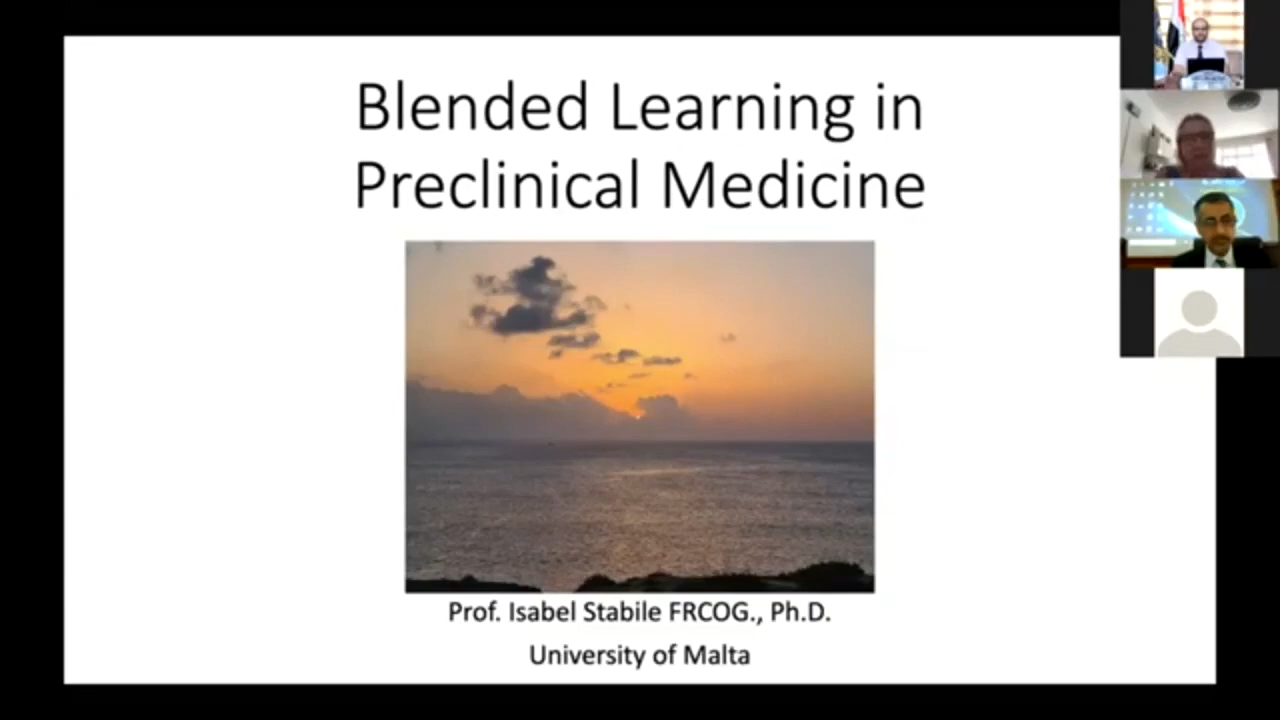 Blended Learning in
Preclinical Medicine
Prof. Isabel Stabile FRCOG., Ph.D.
University of Malta